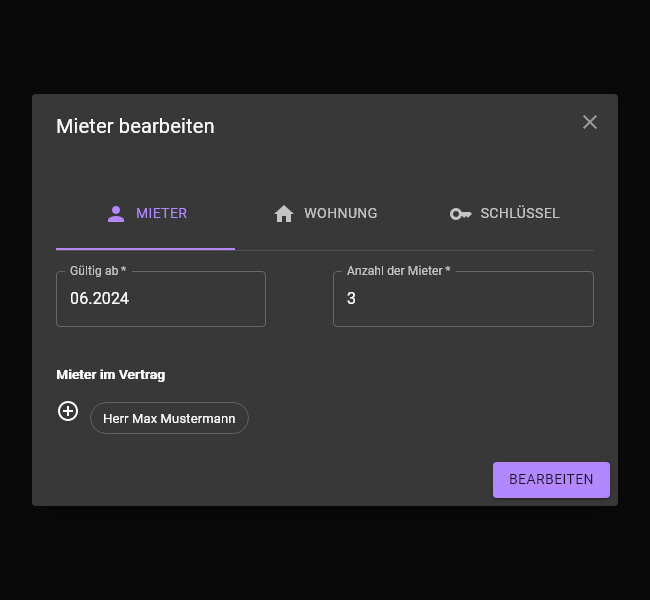 Mieter bearbeiten
MIETER
WOHNUNG
SCHLÜSSEL
Gültig ab *
Anzahl der Mieter *
06.2024
3
Mieter im Vertrag
Herr Max Mustermann
BEARBEITEN